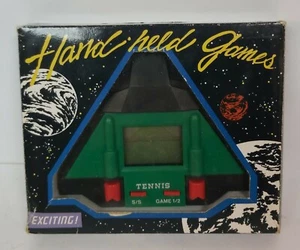 Hand-held Games
TENNIS
S/S GAME 1/2
EXCITING!